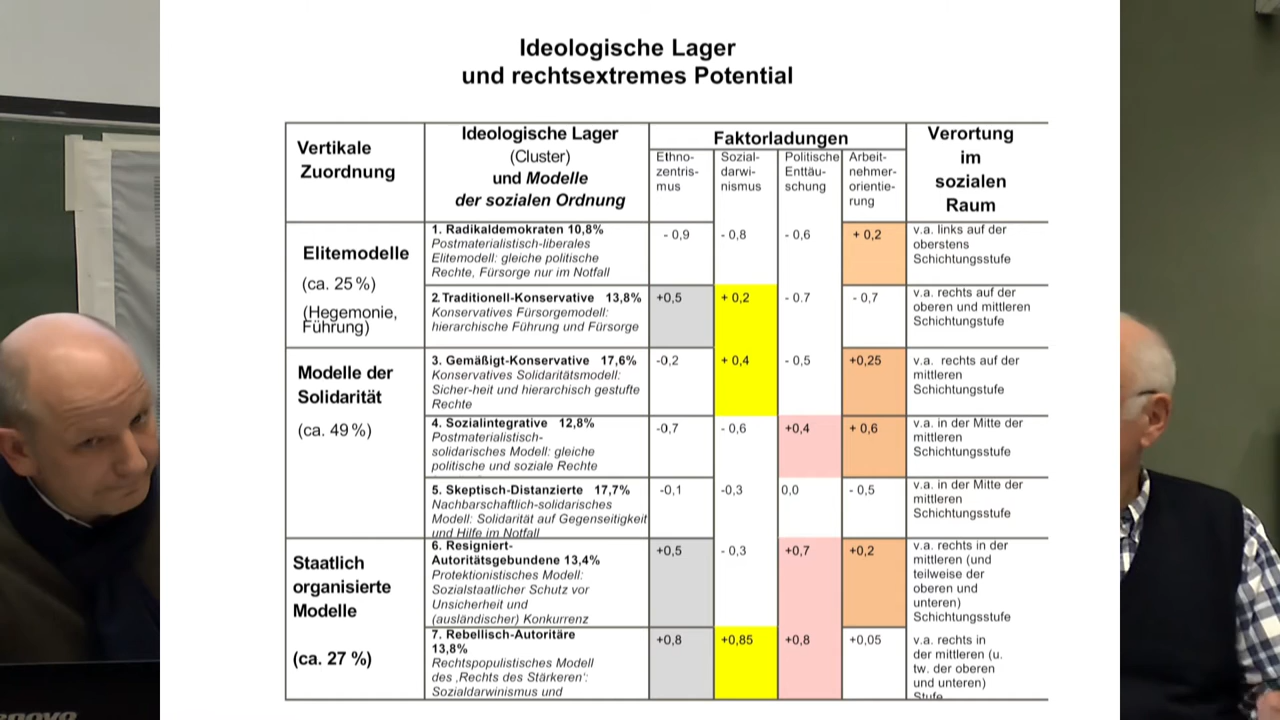 Ideologische Lager
und rechtsextremes Potential
Vertikale
Zuordnung
Ideologische Lager
(Cluster)
und Modelle
der sozialen Ordnung
Faktorladungen
Ethno-
zentris-
mus
Sozial-
darwi-
nismus
Politische
Enttäu-
schung
Arbeit-
nehmer-
orientie-
rung
Verortung
im
sozialen
Raum
Elitemodelle
(ca. 25 %)
(Hegemonie,
Führung)
1. Radikaldemokraten 10,8%
Postmaterialistisch-liberales
Elitemodell: gleiche politische
Rechte, Fürsorge nur im Notfall
- 0,9
- 0,8
- 0,6
+ 0,2
v.a. links auf der
oberstens
Schichtungsstufe
2. Traditionell-Konservative 13,8%
Konservatives Fürsorgemodell:
hierarchische Führung und Fürsorge
+0,5
+ 0,2
- 0.7
- 0,7
v.a. rechts auf der
oberen und mittleren
Schichtungstufe
Modelle der
Solidarität
(ca. 49 %)
3. Gemäßigt-Konservative 17,6%
Konservatives Solidaritätsmodell:
Sicher-heit und hierarchisch gestufte
Rechte
-0,2
+ 0,4
- 0,5
+0,25
v.a. rechts auf der
mittleren
Schichtungstufe
4. Sozialintegrative 12,8%
Postmaterialistisch-
solidarisches Modell: gleiche
politische und soziale Rechte
-0,7
- 0,6
+0,4
+ 0,6
v.a. in der Mitte der
mittleren
Schichtungsstufe
5. Skeptisch-Distanzierte 17,7%
Nachbarschaftlich-solidarisches
Modell: Solidarität auf Gegenseitigkeit
und Hilfe im Notfall
-0,1
-0,3
0,0
- 0,5
v.a. in der Mitte der
mittleren
Schichtungsstufe
Staatlich
organisierte
Modelle
(ca. 27 %)
6. Resigniert-
Autoritätsgebundene 13,4%
Protektionistisches Modell:
Sozialstaatlicher Schutz vor
Unsicherheit und
(ausländischer) Konkurrenz
+0,5
- 0,3
+0,7
+0,2
v.a. rechts in der
mittleren (und
teilweise der
oberen und
unteren)
Schichtungsstufe
7. Rebellisch-Autoritäre
13,8%
Rechtspopulistisches Modell
des ‚Rechts des Stärkeren‘:
Sozialdarwinismus und
+0,8
+0,85
+0,8
+0,05
v.a. rechts in
der mittleren (u.
tw. der oberen
und unteren)
Stufe